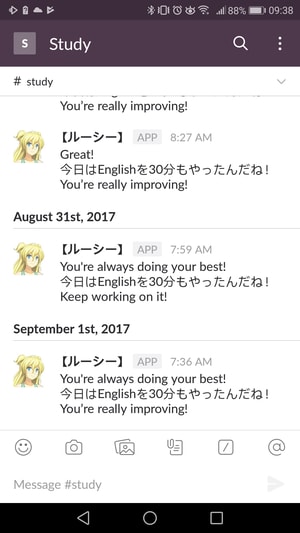 88% 09:38
S Study
# study
You're really improving!
【ルーシー】 APP 8:27 AM
Great!
今日はEnglishを30分もやったんだね!
You're really improving!
August 31st, 2017
【ルーシー】 APP 7:59 AM
You're always doing your best!
今日はEnglishを30分もやったんだね!
Keep working on it!
September 1st, 2017
【ルーシー】 APP 7:36 AM
You're always doing your best!
今日はEnglishを30分もやったんだね!
You're really improving!
Message #study